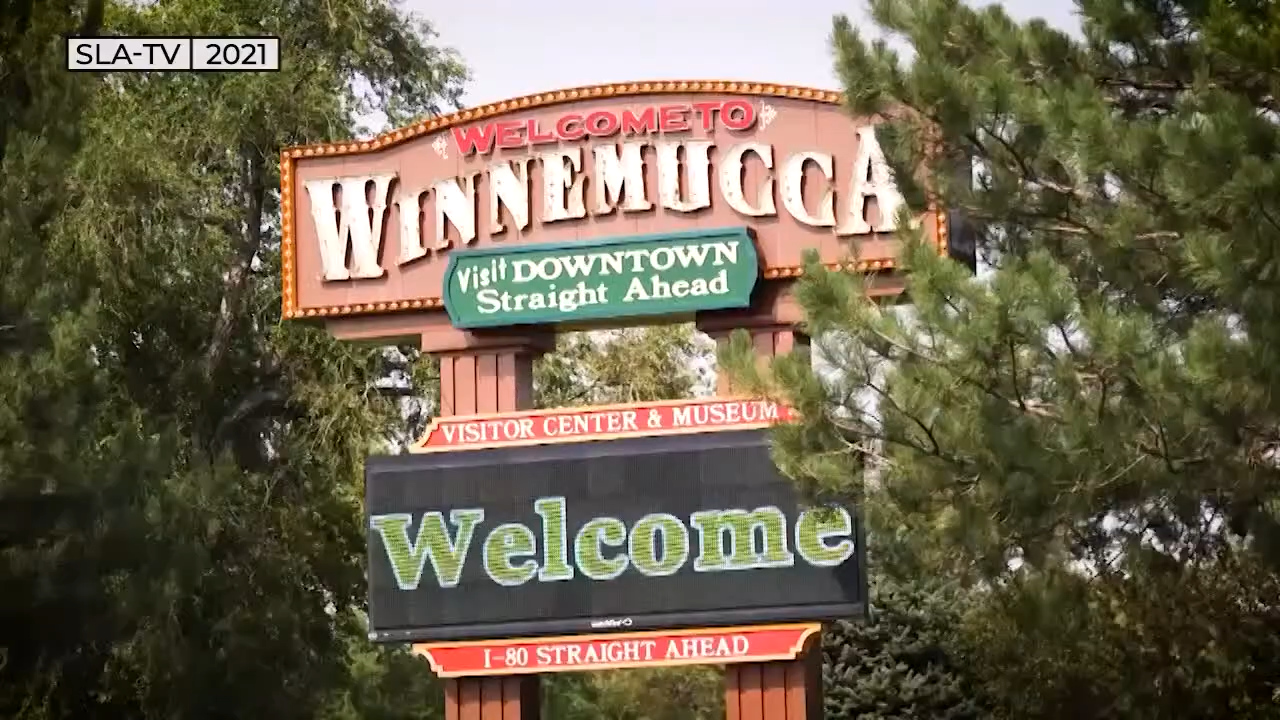 SLA-TV | 2021
WELCOME TO
WINNEMUCCA
Visit DOWNTOWN
Straight Ahead
VISITOR CENTER & MUSEUM
Welcome
I-80 STRAIGHT AHEAD